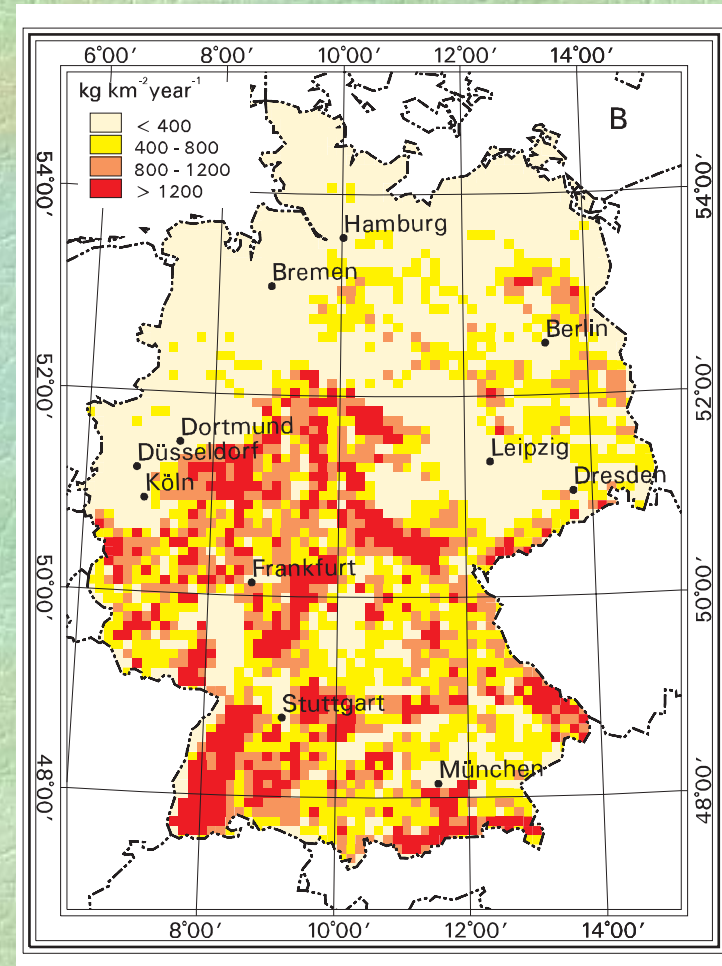 6°00′ 8°00′ 10°00′ 12°00′ 14°00′
kg km⁻² year⁻¹
< 400
400 - 800
800 - 1200
> 1200
B
54°00′ 54°00′
Hamburg
Bremen
Berlin
52°00′ 52°00′
Dortmund
Düsseldorf
Köln
Leipzig
Dresden
Frankfurt
50°00′ 50°00′
Stuttgart
München
48°00′ 48°00′
8°00′ 10°00′ 12°00′ 14°00′